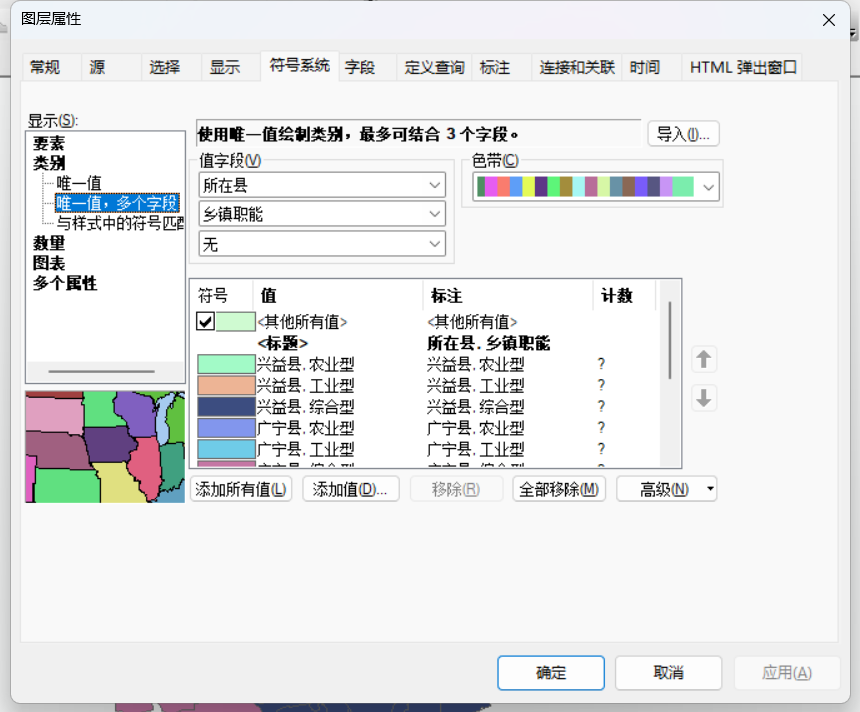 图层属性
常规 源 选择 显示 符号系统 字段 定义查询 标注 连接和关联 时间 HTML 弹出窗口
显示(S):
要素
类别
唯一值
唯一值，多个字段
与样式中的符号匹配
数量
图表
多个属性
使用唯一值绘制类别，最多可结合 3 个字段。
导入(I)...
值字段(V)
所在县
乡镇职能
无
色带(C)
符号 值 标注 计数
<其他所有值> <其他所有值>
<标题> 所在县.乡镇职能
兴益县.农业型 兴益县.农业型 ?
兴益县.工业型 兴益县.工业型 ?
兴益县.综合型 兴益县.综合型 ?
广宁县.农业型 广宁县.农业型 ?
广宁县.工业型 广宁县.工业型 ?
添加所有值(L) 添加值(D)... 移除(R) 全部移除(M) 高级(N)
确定 取消 应用(A)